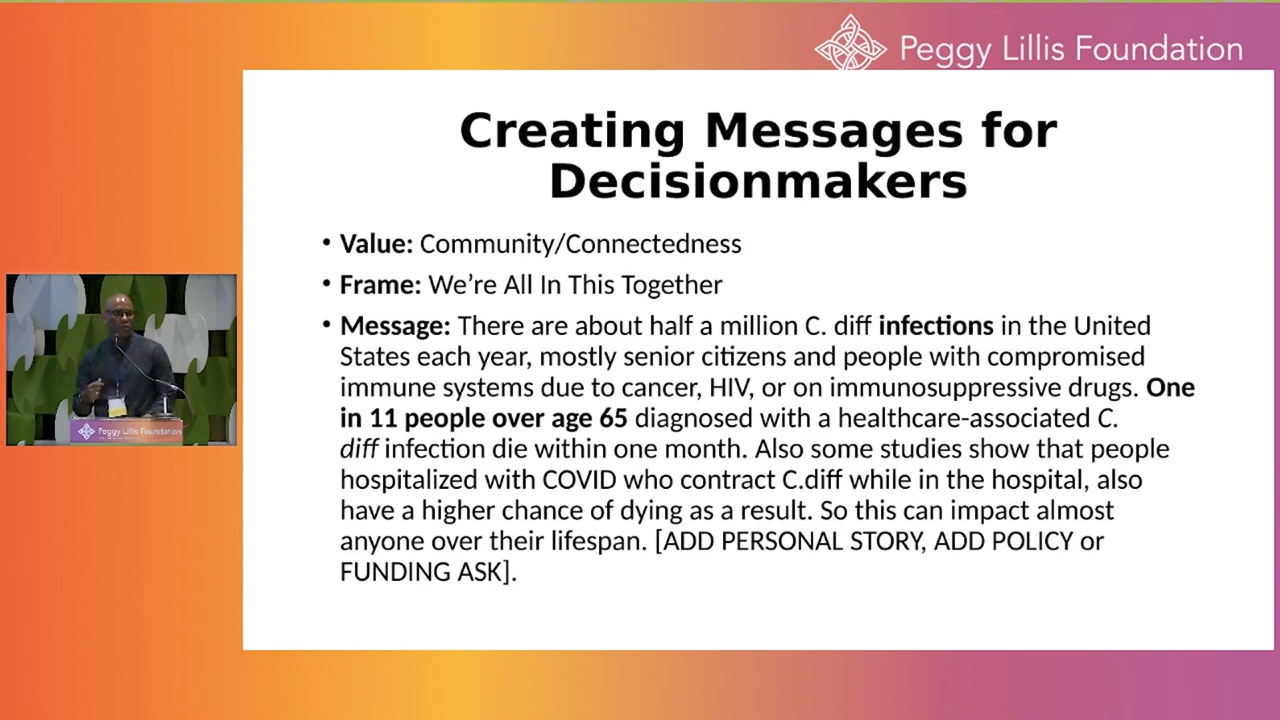 Peggy Lillis Foundation
Creating Messages for
Decisionmakers
• Value: Community/Connectedness
• Frame: We’re All In This Together
• Message: There are about half a million C. diff infections in the United
States each year, mostly senior citizens and people with compromised
immune systems due to cancer, HIV, or on immunosuppressive drugs. One
in 11 people over age 65 diagnosed with a healthcare-associated C.
diff infection die within one month. Also some studies show that people
hospitalized with COVID who contract C.diff while in the hospital, also
have a higher chance of dying as a result. So this can impact almost
anyone over their lifespan. [ADD PERSONAL STORY, ADD POLICY or
FUNDING ASK].
Peggy Lillis Foundation